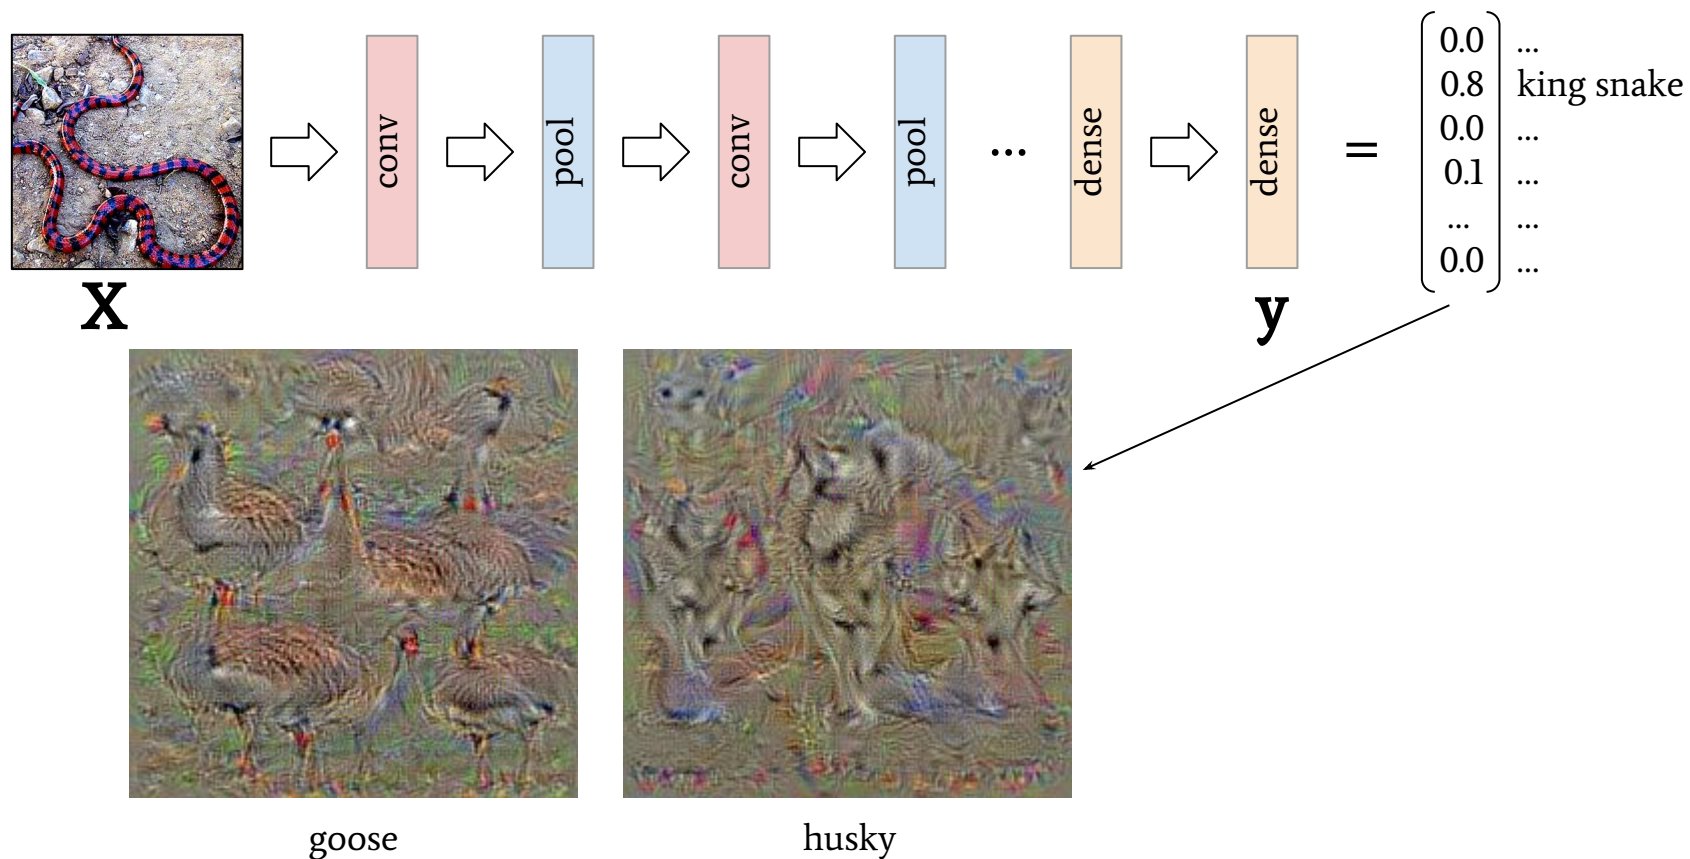 conv
pool
conv
pool
...
dense
dense
=
0.0 ...
0.8 king snake
0.0 ...
0.1 ...
... ...
0.0 ...
x
y
goose
husky